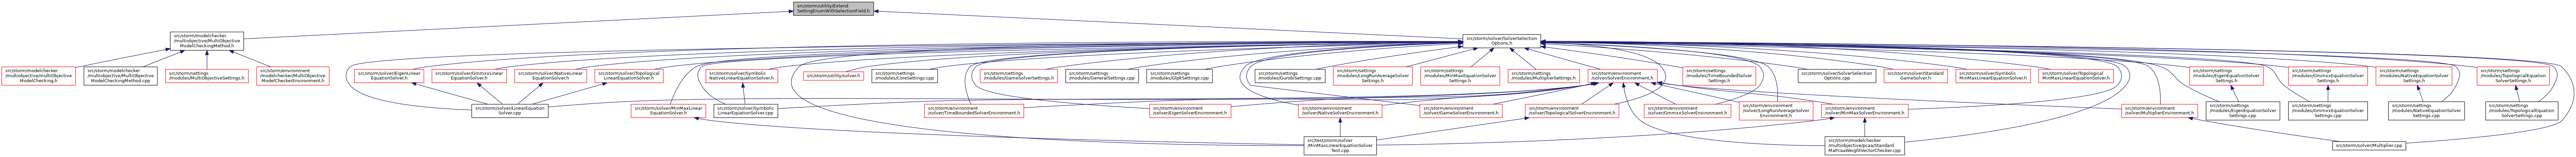 src/storm/utility/Extend
SettingEnumWithSelectionField.h
src/storm/modelchecker
/multiobjective/MultiObjective
ModelCheckingMethod.h
src/storm/solver/SolverSelection
Options.h
src/storm/modelchecker
/multiobjective/multiObjective
ModelChecking.h
src/storm/modelchecker
/multiobjective/MultiObjective
ModelCheckingMethod.cpp
src/storm/settings
/modules/MultiObjectiveSettings.h
src/storm/environment
/modelchecker/MultiObjective
ModelCheckerEnvironment.h
src/storm/solver/EigenLinear
EquationSolver.h
src/storm/solver/GmmxxLinear
EquationSolver.h
src/storm/solver/NativeLinear
EquationSolver.h
src/storm/solver/Topological
LinearEquationSolver.h
src/storm/solver/Symbolic
NativeLinearEquationSolver.h
src/storm/utility/solver.h
src/storm/settings
/modules/CoreSettings.cpp
src/storm/settings
/modules/GameSolverSettings.h
src/storm/settings
/modules/GeneralSettings.cpp
src/storm/settings
/modules/GlpkSettings.cpp
src/storm/settings
/modules/GurobiSettings.cpp
src/storm/settings
/modules/LongRunAverageSolver
Settings.h
src/storm/settings
/modules/MinMaxEquationSolver
Settings.h
src/storm/settings
/modules/MultiplierSettings.h
src/storm/environment
/solver/SolverEnvironment.h
src/storm/settings
/modules/TimeBoundedSolver
Settings.h
src/storm/solver/SolverSelection
Options.cpp
src/storm/solver/Standard
GameSolver.h
src/storm/solver/Symbolic
MinMaxLinearEquationSolver.h
src/storm/solver/Topological
MinMaxLinearEquationSolver.h
src/storm/settings
/modules/EigenEquationSolver
Settings.h
src/storm/settings
/modules/GmmxxEquationSolver
Settings.h
src/storm/settings
/modules/NativeEquationSolver
Settings.h
src/storm/settings
/modules/TopologicalEquation
SolverSettings.h
src/storm/solver/LinearEquation
Solver.cpp
src/storm/solver/MinMaxLinear
EquationSolver.h
src/storm/solver/Symbolic
LinearEquationSolver.cpp
src/storm/environment
/solver/TimeBoundedSolverEnvironment.h
src/storm/environment
/solver/EigenSolverEnvironment.h
src/storm/environment
/solver/NativeSolverEnvironment.h
src/storm/environment
/solver/GameSolverEnvironment.h
src/storm/environment
/solver/TopologicalSolverEnvironment.h
src/storm/environment
/solver/GmmxxSolverEnvironment.h
src/storm/environment
/solver/LongRunAverageSolver
Environment.h
src/storm/environment
/solver/MinMaxSolverEnvironment.h
src/storm/environment
/solver/MultiplierEnvironment.h
src/storm/settings
/modules/EigenEquationSolver
Settings.cpp
src/storm/settings
/modules/GmmxxEquationSolver
Settings.cpp
src/storm/settings
/modules/NativeEquationSolver
Settings.cpp
src/storm/settings
/modules/TopologicalEquation
SolverSettings.cpp
src/test/storm/solver
/MinMaxLinearEquationSolver
Test.cpp
src/storm/modelchecker
/multiobjective/pcaa/Standard
MaPcaaWeightVectorChecker.cpp
src/storm/solver/Multiplier.cpp